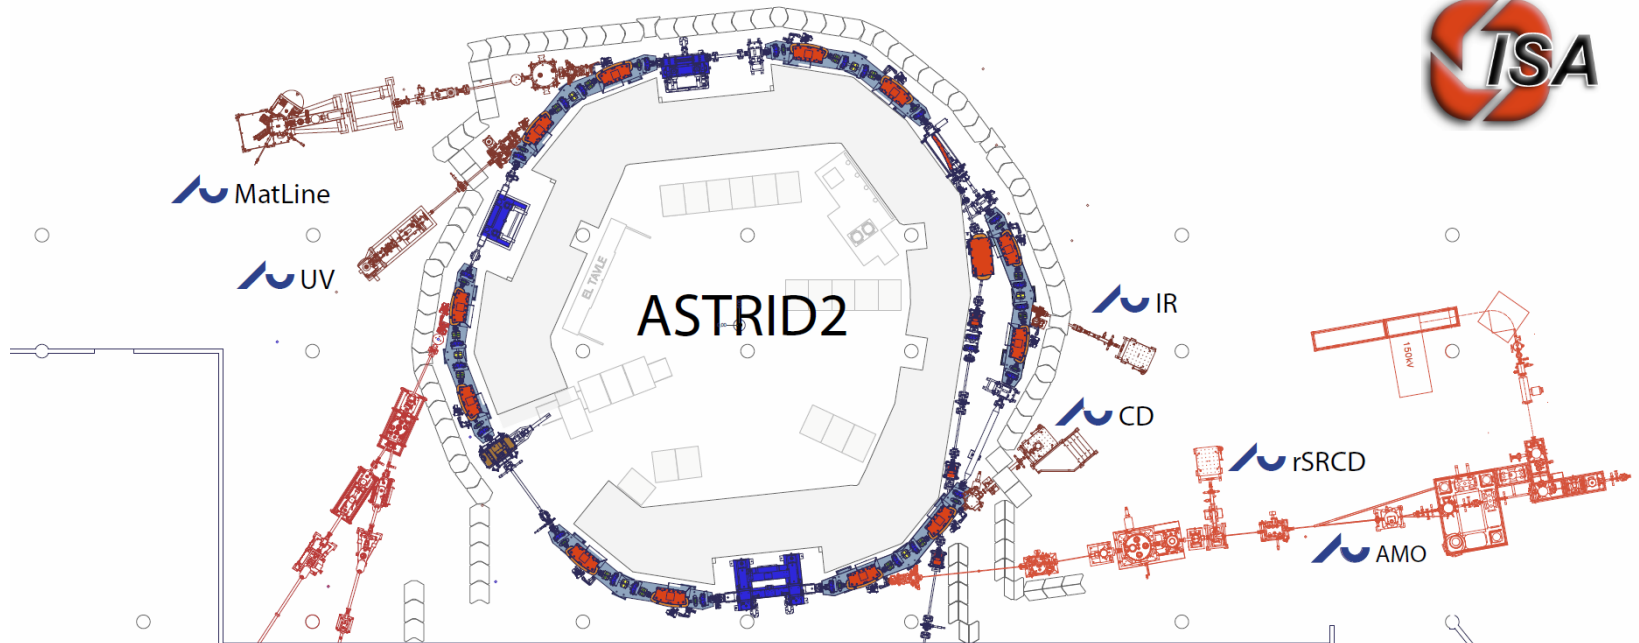 ISA
MatLine
UV
EL TAVLE
ASTRID2
IR
150kV
CD
rSRCD
AMO